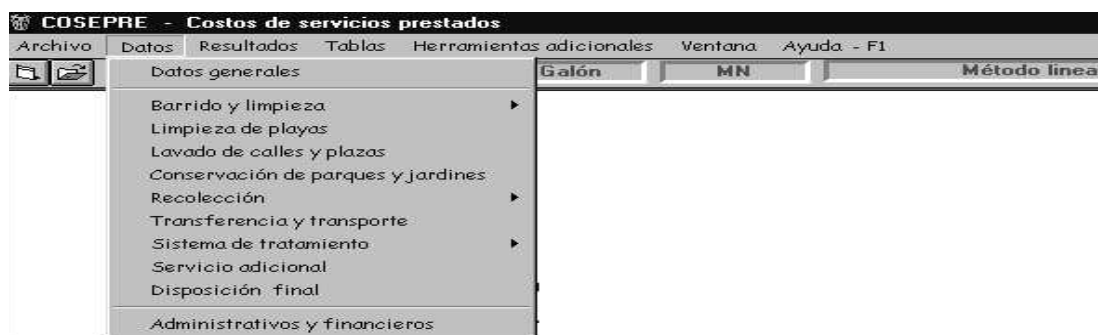 COSEPRE - Costos de servicios prestados
Archivo Datos Resultados Tablas Herramientas adicionales Ventana Ayuda - F1
Galón MN Método linea
Datos generales
Barrido y limpieza
Limpieza de playas
Lavado de calles y plazas
Conservación de parques y jardines
Recolección
Transferencia y transporte
Sistema de tratamiento
Servicio adicional
Disposición final
Administrativos y financieros